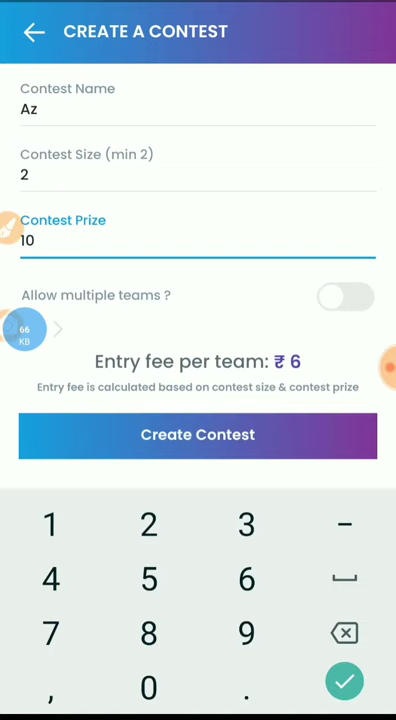 CREATE A CONTEST
Contest Name
Az
Contest Size (min 2)
2
Contest Prize
10
Allow multiple teams ?
66
KB
Entry fee per team: ₹ 6
Entry fee is calculated based on contest size & contest prize
Create Contest
1 2 3 -
4 5 6
7 8 9
, 0 .